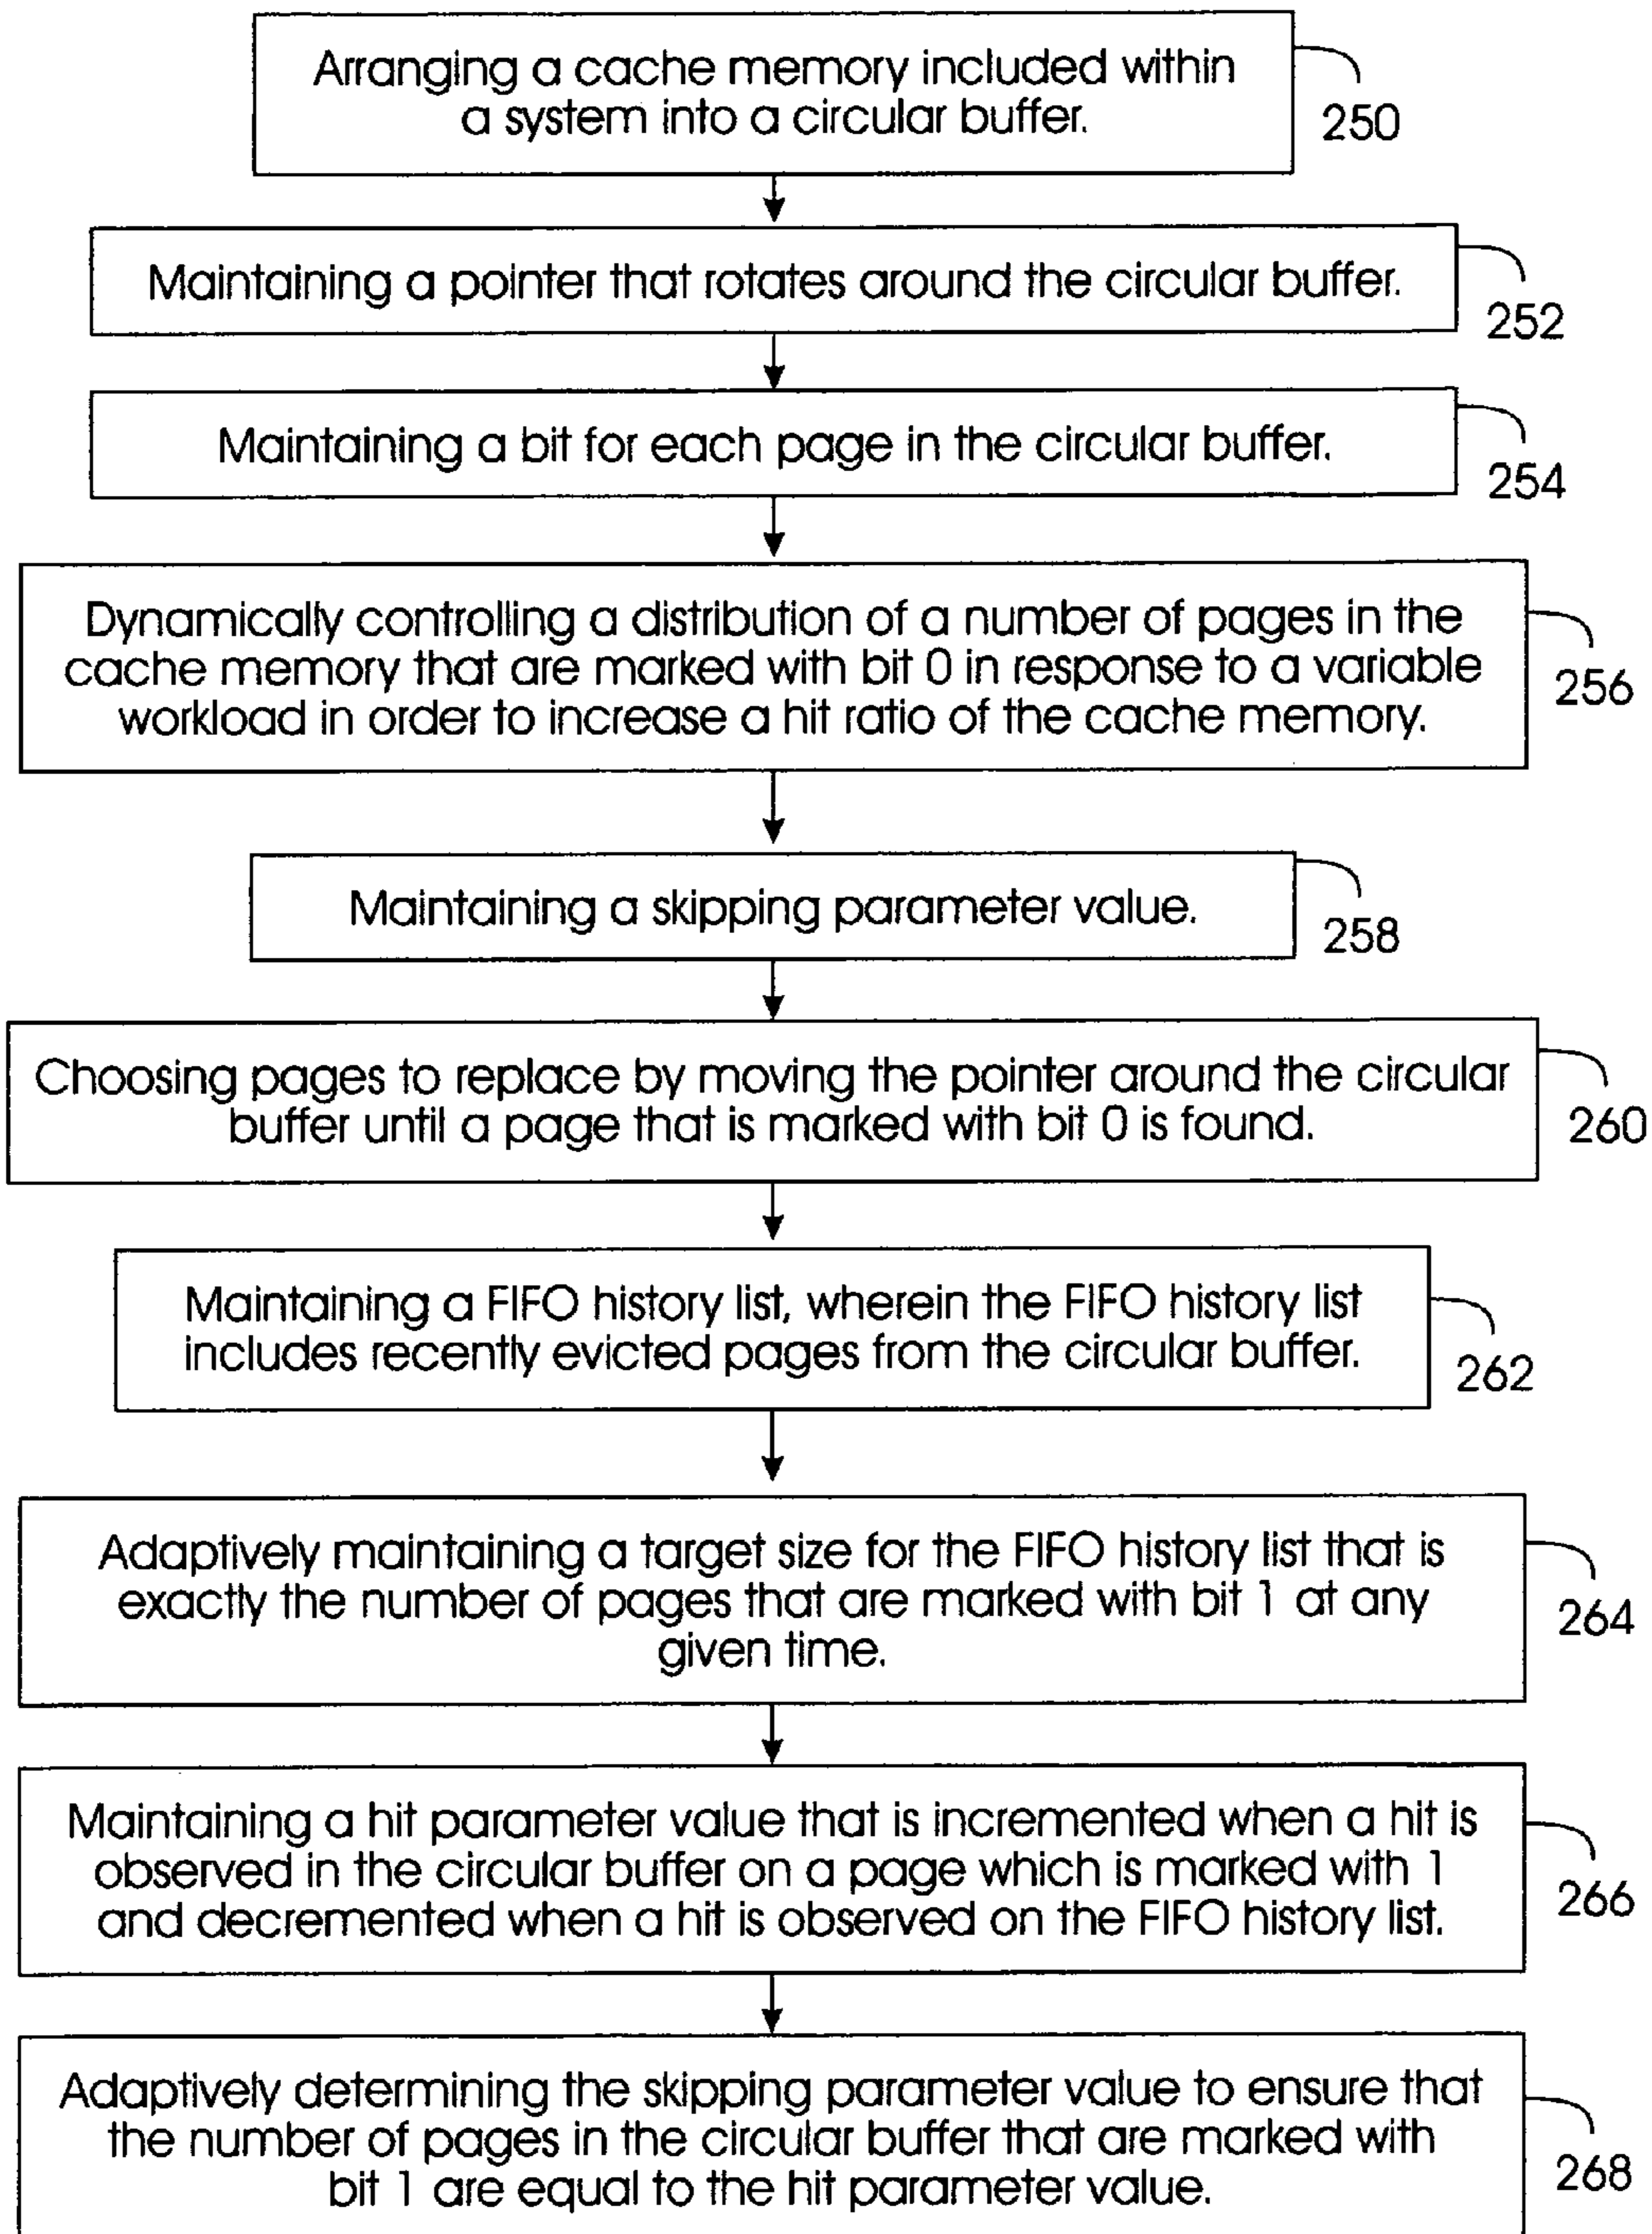 Arranging a cache memory included within
a system into a circular buffer.
250
Maintaining a pointer that rotates around the circular buffer.
252
Maintaining a bit for each page in the circular buffer.
254
Dynamically controlling a distribution of a number of pages in the
cache memory that are marked with bit 0 in response to a variable
workload in order to increase a hit ratio of the cache memory.
256
Maintaining a skipping parameter value.
258
Choosing pages to replace by moving the pointer around the circular
buffer until a page that is marked with bit 0 is found.
260
Maintaining a FIFO history list, wherein the FIFO history list
includes recently evicted pages from the circular buffer.
262
Adaptively maintaining a target size for the FIFO history list that is
exactly the number of pages that are marked with bit 1 at any
given time.
264
Maintaining a hit parameter value that is incremented when a hit is
observed in the circular buffer on a page which is marked with 1
and decremented when a hit is observed on the FIFO history list.
266
Adaptively determining the skipping parameter value to ensure that
the number of pages in the circular buffer that are marked with
bit 1 are equal to the hit parameter value.
268